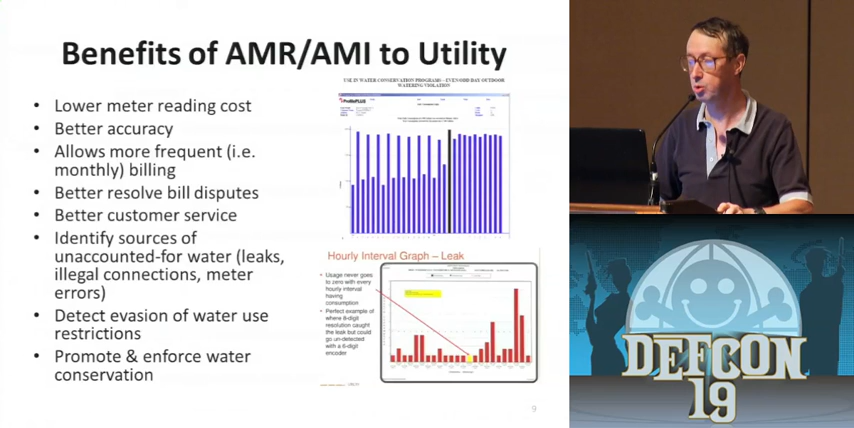 Benefits of AMR/AMI to Utility
• Lower meter reading cost
• Better accuracy
• Allows more frequent (i.e.
monthly) billing
• Better resolve bill disputes
• Better customer service
• Identify sources of
unaccounted-for water (leaks,
illegal connections, meter
errors)
• Detect evasion of water use
restrictions
• Promote & enforce water
conservation
USE IN WATER CONSERVATION PROGRAMS – EVEN/ODD DAY OUTDOOR
WATERING VIOLATION
Hourly Interval Graph – Leak
• Usage never goes
to zero with every
hourly interval
having
consumption
• Perfect example of
where 8-digit
resolution caught
the leak but could
go un-detected
with a 6-digit
encoder
9
DEFCON
19